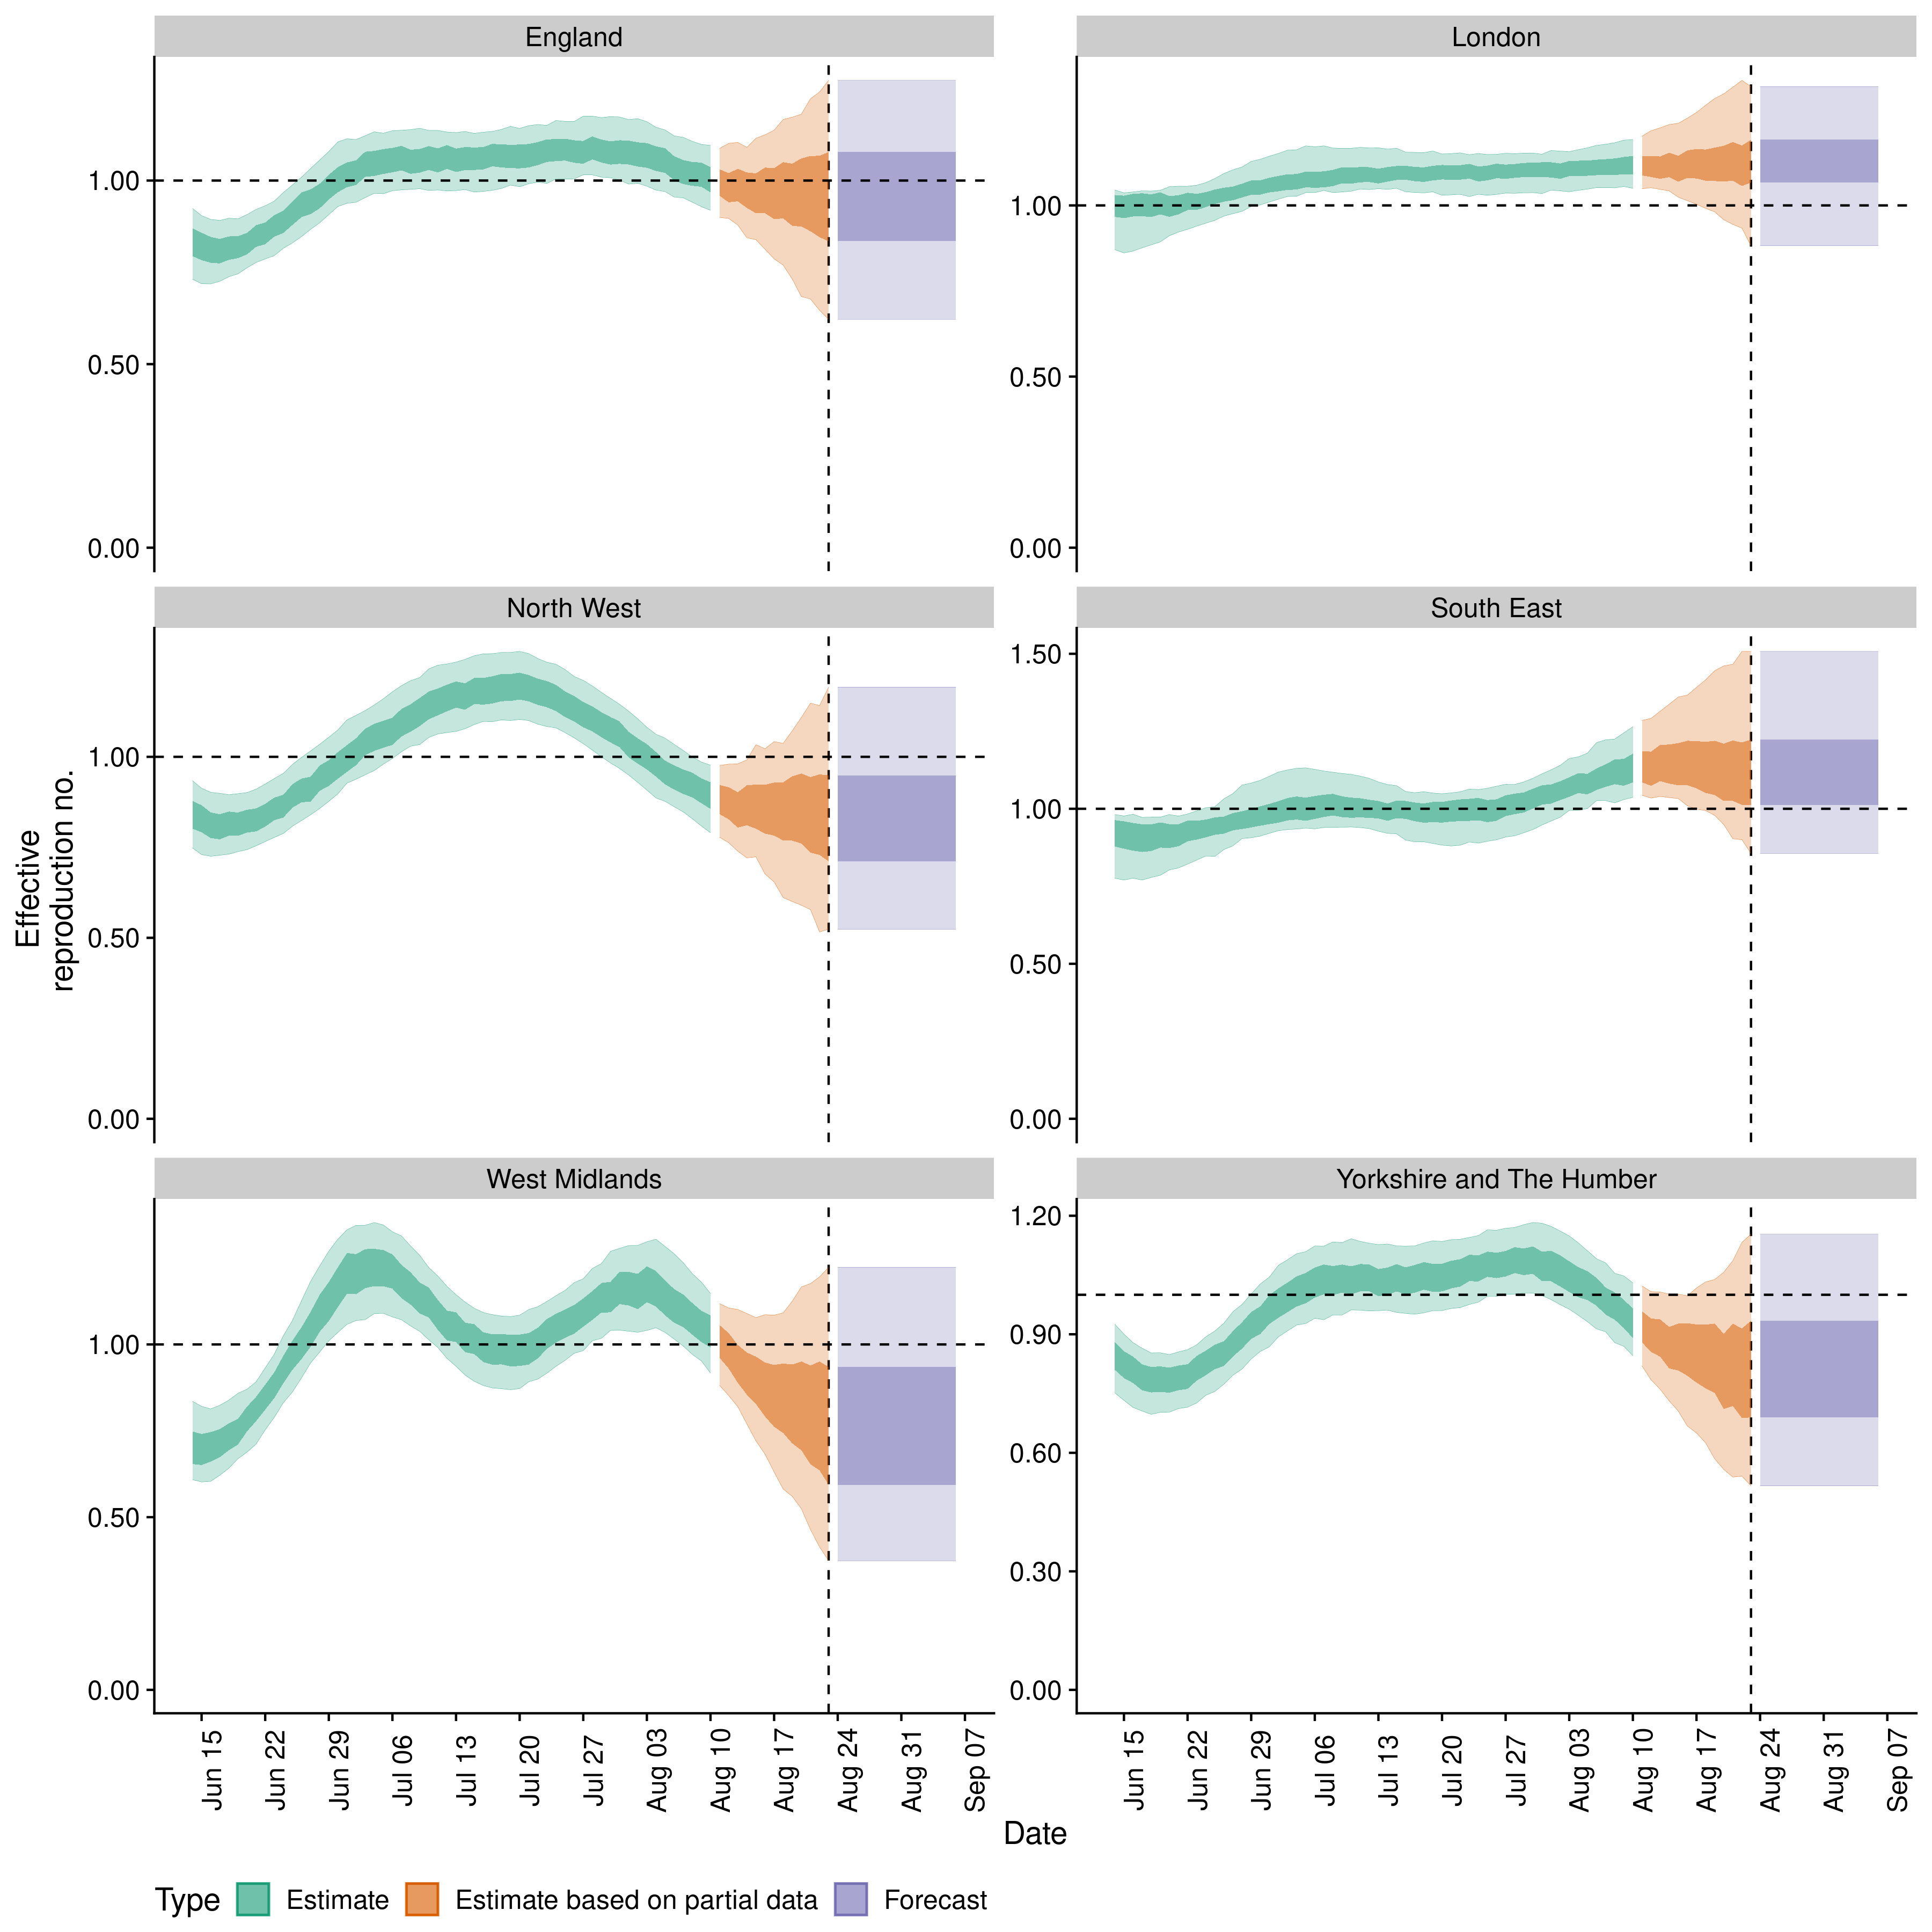 England
London
1.00
0.50
0.00
1.00
0.50
0.00
North West
South East
1.00
0.50
0.00
1.50
1.00
0.50
0.00
Effective
reproduction no.
West Midlands
Yorkshire and The Humber
1.00
0.50
0.00
1.20
0.90
0.60
0.30
0.00
Jun 15
Jun 22
Jun 29
Jul 06
Jul 13
Jul 20
Jul 27
Aug 03
Aug 10
Aug 17
Aug 24
Aug 31
Sep 07
Jun 15
Jun 22
Jun 29
Jul 06
Jul 13
Jul 20
Jul 27
Aug 03
Aug 10
Aug 17
Aug 24
Aug 31
Sep 07
Date
Type Estimate Estimate based on partial data Forecast